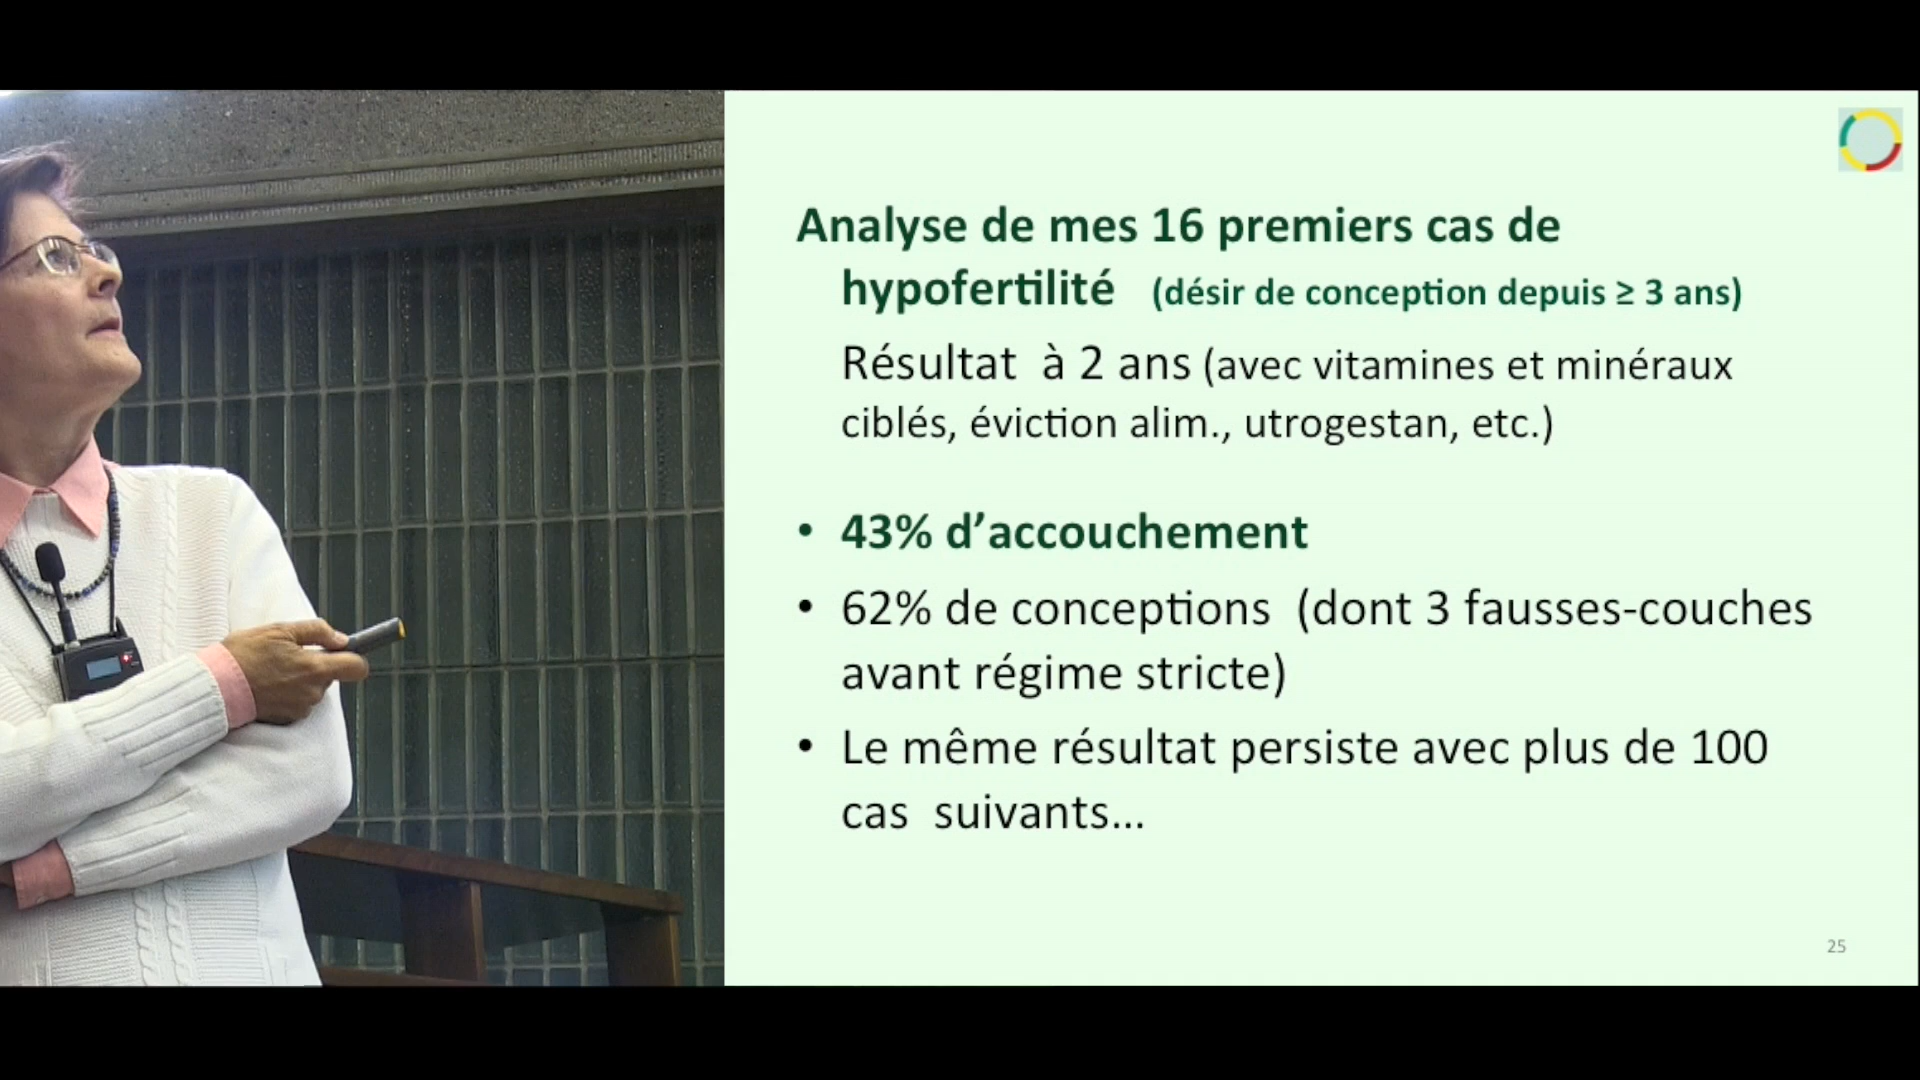 Analyse de mes 16 premiers cas de
hypofertilité (désir de conception depuis ≥ 3 ans)
Résultat à 2 ans (avec vitamines et minéraux
ciblés, éviction alim., utrogestan, etc.)
• 43% d’accouchement
• 62% de conceptions (dont 3 fausses-couches
avant régime stricte)
• Le même résultat persiste avec plus de 100
cas suivants...
25